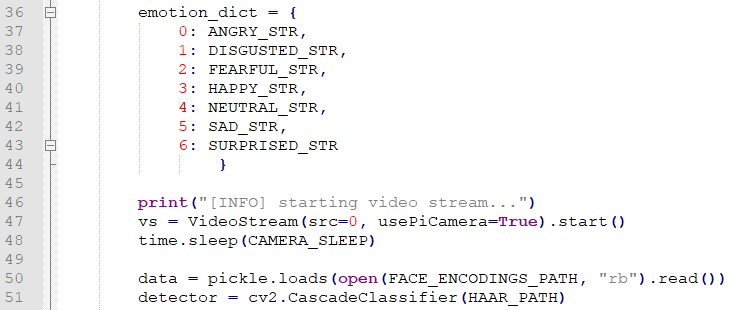 36 emotion_dict = {
37 0: ANGRY_STR,
38 1: DISGUSTED_STR,
39 2: FEARFUL_STR,
40 3: HAPPY_STR,
41 4: NEUTRAL_STR,
42 5: SAD_STR,
43 6: SURPRISED_STR
44 }
45
46 print("[INFO] starting video stream...")
47 vs = VideoStream(src=0, usePiCamera=True).start()
48 time.sleep(CAMERA_SLEEP)
49
50 data = pickle.loads(open(FACE_ENCODINGS_PATH, "rb").read())
51 detector = cv2.CascadeClassifier(HAAR_PATH)